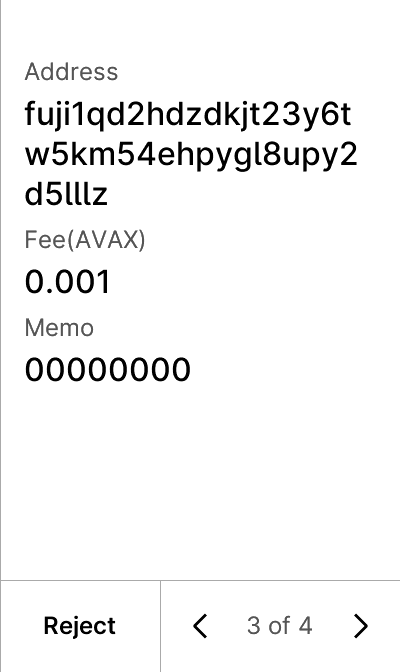 Address
fuji1qd2hdzdkjt23y6t
w5km54ehpygl8upy2
d5lllz
Fee(AVAX)
0.001
Memo
00000000
Reject
3 of 4